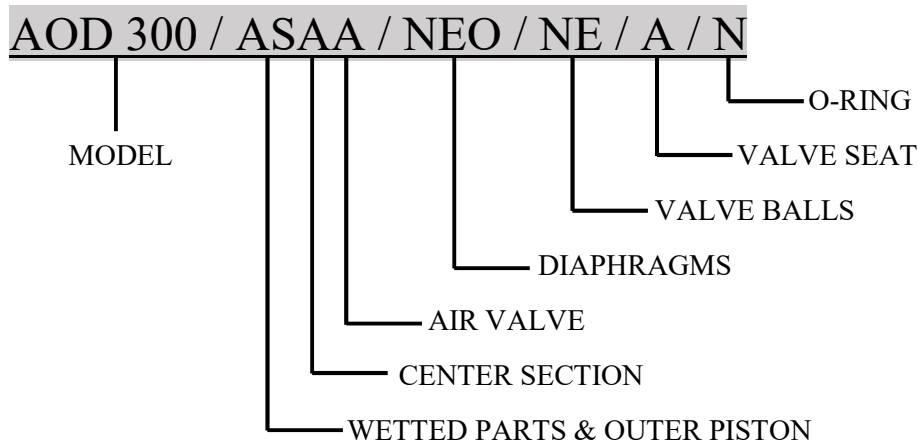 AOD 300 / ASAA / NEO / NE / A / N
O-RING
MODEL
VALVE SEAT
VALVE BALLS
DIAPHRAGMS
AIR VALVE
CENTER SECTION
WETTED PARTS & OUTER PISTON